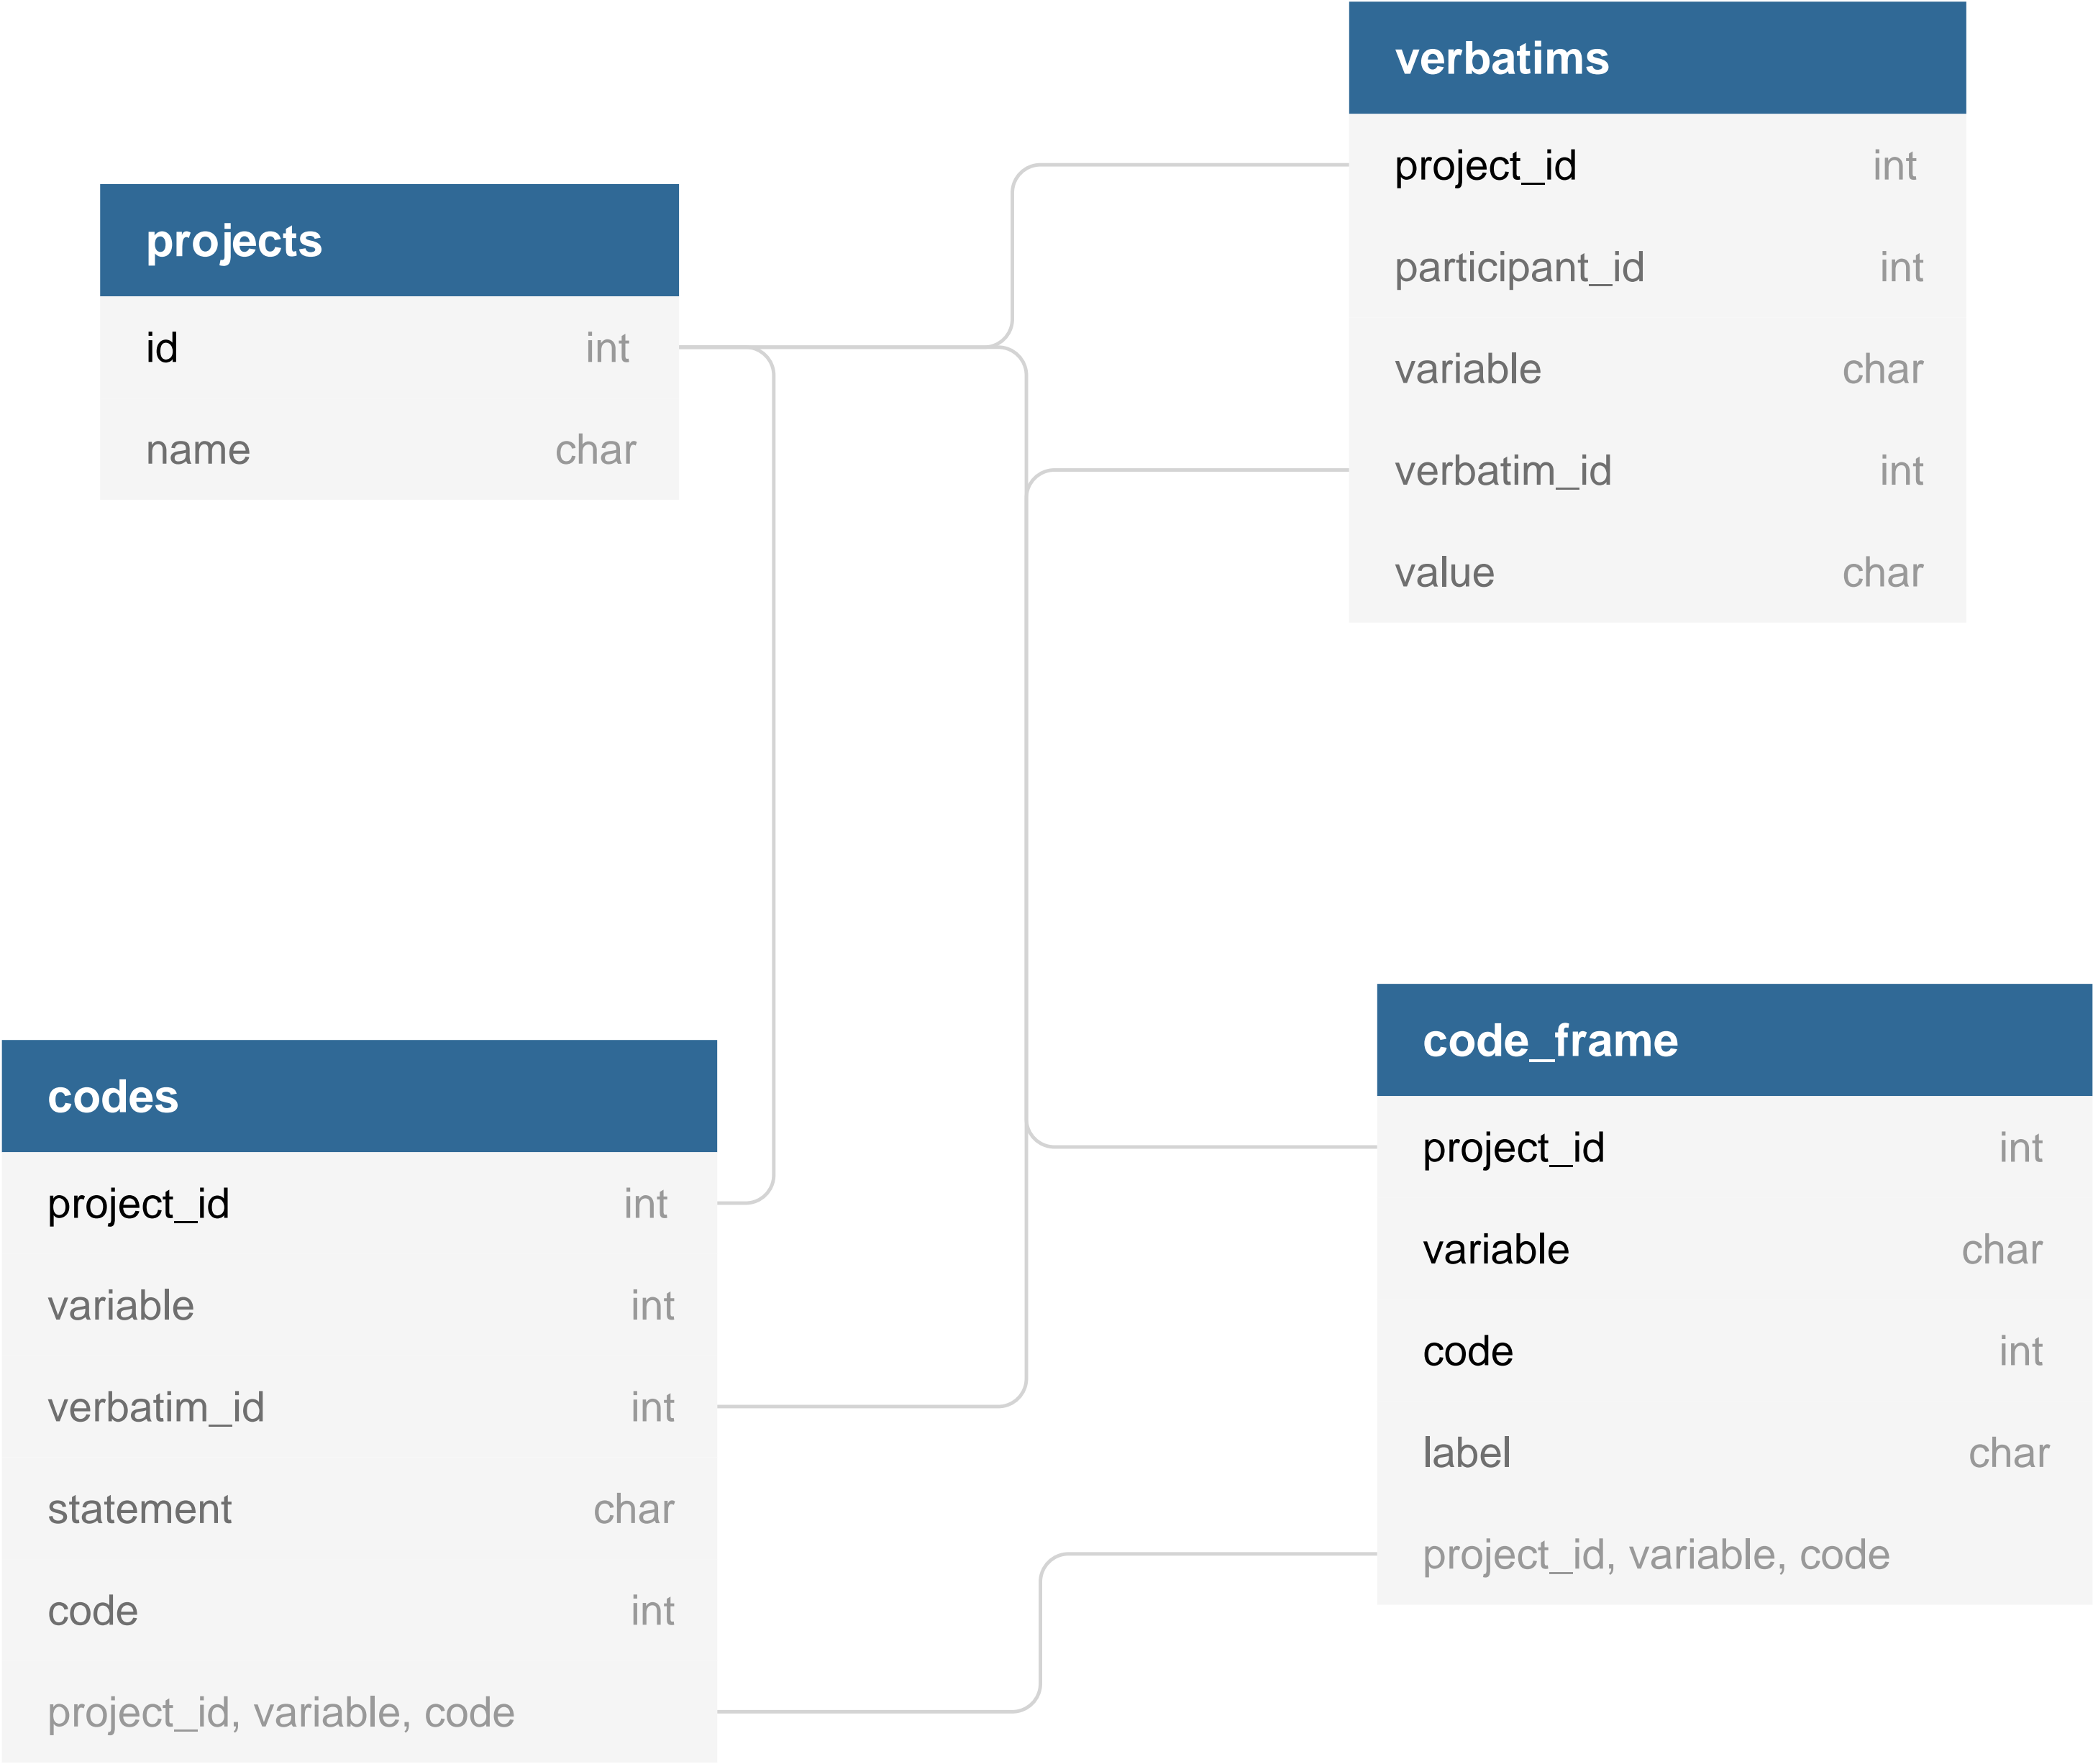 projects
id int
name char
verbatims
project_id int
participant_id int
variable char
verbatim_id int
value char
codes
project_id int
variable int
verbatim_id int
statement char
code int
project_id, variable, code
code_frame
project_id int
variable char
code int
label char
project_id, variable, code